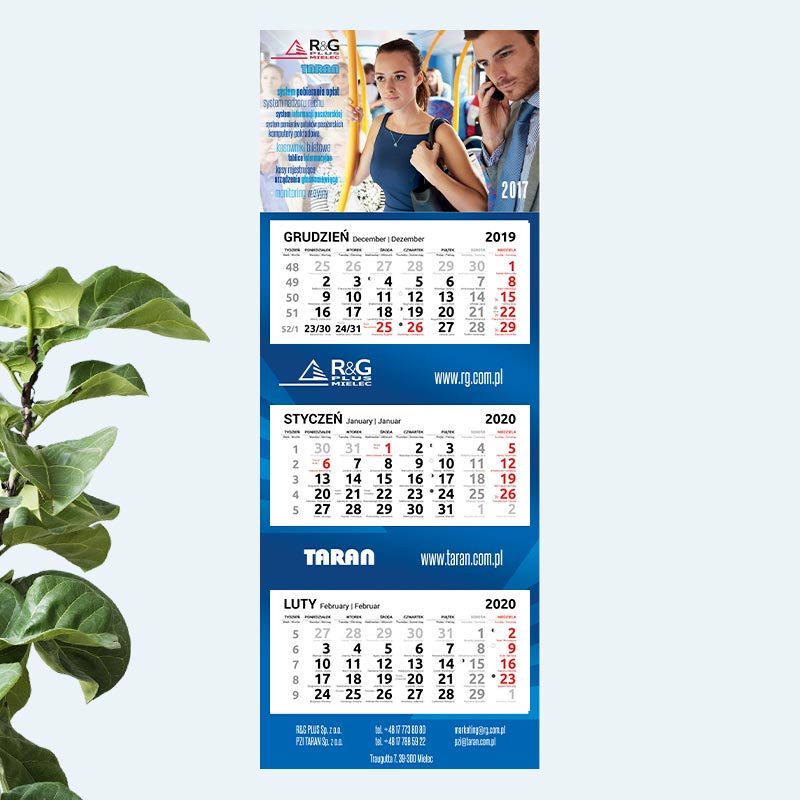 R&G
PLUS
MIELEC
TARAN
system pobierania opłat
system nadzoru ruchu
system informacji pasażerskiej
system pomiarów potoków pasażerskich
komputery pokładowe
kasowniki biletowe
tablice informacyjne
kasy rejestrujące
urządzenia głośnomówiące
monitoring wizyjny
2017
GRUDZIEŃ December | Dezember 2019
TYDZIEŃ PONIEDZIAŁEK WTOREK ŚRODA CZWARTEK PIĄTEK SOBOTA NIEDZIELA
48 25 26 27 28 29 30 1
49 2 3 4 5 6 7 8
50 9 10 11 12 13 14 15
51 16 17 18 19 20 21 22
52/1 23/30 24/31 25 26 27 28 29
R&G
PLUS
MIELEC
www.rg.com.pl
STYCZEŃ January | Januar 2020
TYDZIEŃ PONIEDZIAŁEK WTOREK ŚRODA CZWARTEK PIĄTEK SOBOTA NIEDZIELA
1 30 31 1 2 3 4 5
2 6 7 8 9 10 11 12
3 13 14 15 16 17 18 19
4 20 21 22 23 24 25 26
5 27 28 29 30 31 1 2
TARAN www.taran.com.pl
LUTY February | Februar 2020
TYDZIEŃ PONIEDZIAŁEK WTOREK ŚRODA CZWARTEK PIĄTEK SOBOTA NIEDZIELA
5 27 28 29 30 31 1 2
6 3 4 5 6 7 8 9
7 10 11 12 13 14 15 16
8 17 18 19 20 21 22 23
9 24 25 26 27 28 29 1
R&G PLUS Sp. z o.o. tel. +48 17 773 80 80 marketing@rg.com.pl
PZI TARAN Sp. z o.o. tel. +48 17 788 59 22 pzi@taran.com.pl
Traugutta 7, 39-300 Mielec